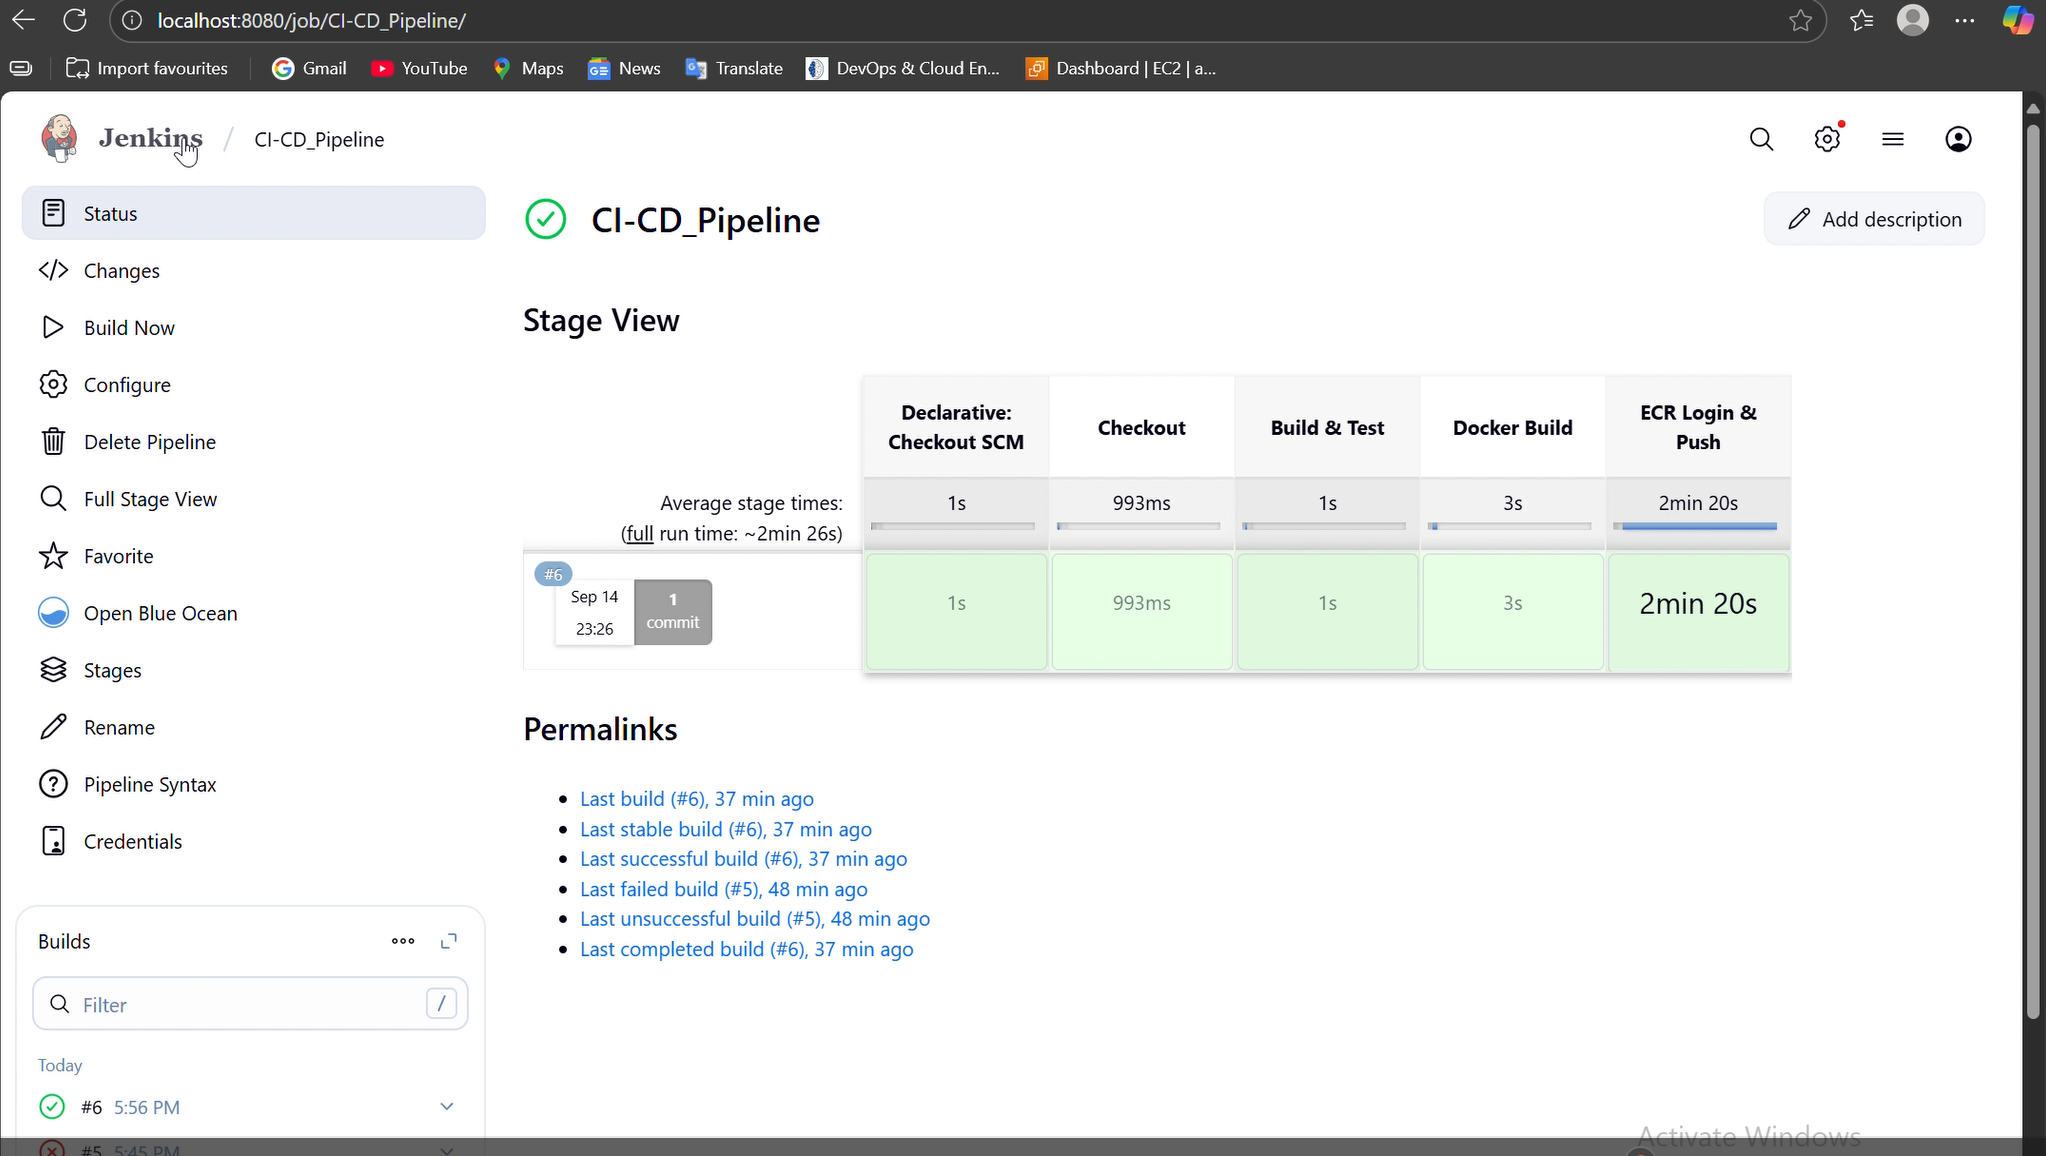 localhost:8080/job/CI-CD_Pipeline/
Import favourites
Gmail
YouTube
Maps
News
Translate
DevOps & Cloud En...
Dashboard | EC2 | a...
Jenkins / CI-CD_Pipeline
Status
Changes
Build Now
Configure
Delete Pipeline
Full Stage View
Favorite
Open Blue Ocean
Stages
Rename
Pipeline Syntax
Credentials
Builds
Filter /
Today
#6 5:56 PM
#5 5:45 PM
CI-CD_Pipeline
Add description
Stage View
Declarative:
Checkout SCM
Checkout
Build & Test
Docker Build
ECR Login &
Push
Average stage times:
(full run time: ~2min 26s)
1s
993ms
1s
3s
2min 20s
#6
Sep 14
23:26
1
commit
1s
993ms
1s
3s
2min 20s
Permalinks
Last build (#6), 37 min ago
Last stable build (#6), 37 min ago
Last successful build (#6), 37 min ago
Last failed build (#5), 48 min ago
Last unsuccessful build (#5), 48 min ago
Last completed build (#6), 37 min ago
Activate Windows